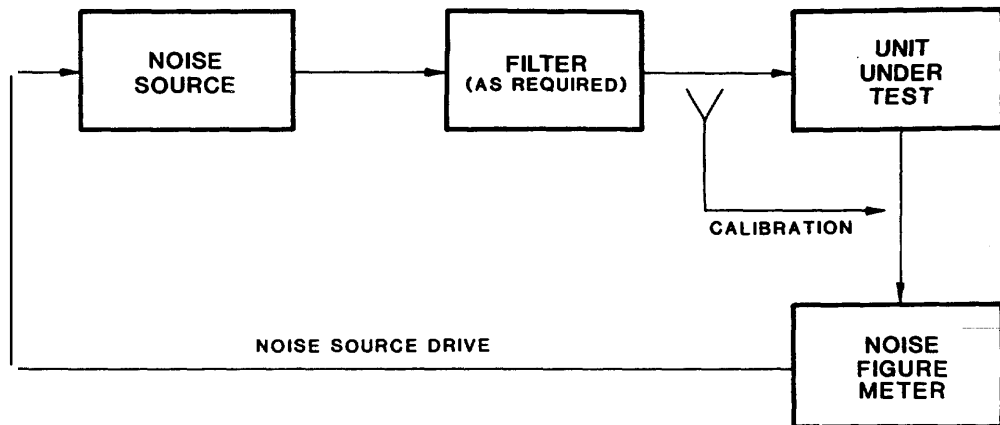 NOISE
SOURCE
FILTER
(AS REQUIRED)
UNIT
UNDER
TEST
CALIBRATION
NOISE SOURCE DRIVE
NOISE
FIGURE
METER